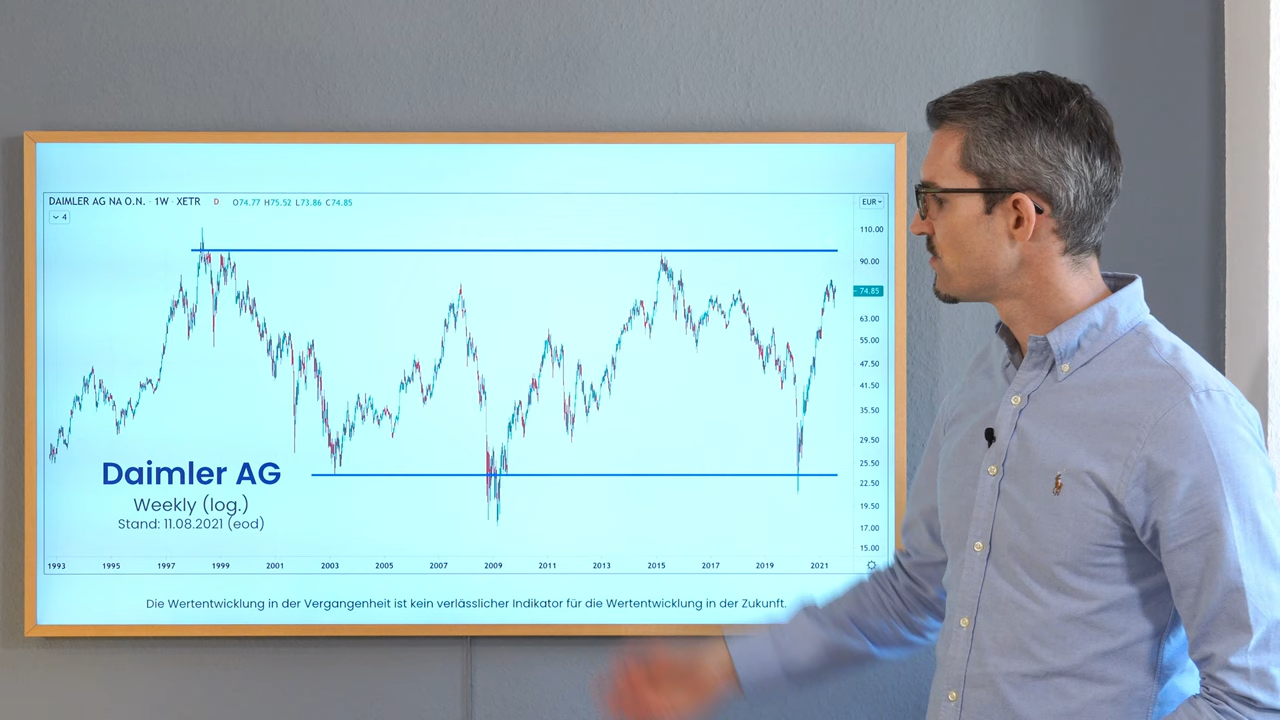 DAIMLER AG NA O.N. · 1W · XETR D O74.77 H75.52 L73.86 C74.85
EUR
4
110.00
90.00
74.85
63.00
55.00
47.50
41.50
35.50
29.50
25.50
22.50
19.50
17.00
15.00
Daimler AG
Weekly (log.)
Stand: 11.08.2021 (eod)
1993 1995 1997 1999 2001 2003 2005 2007 2009 2011 2013 2015 2017 2019 2021
Die Wertentwicklung in der Vergangenheit ist kein verlässlicher Indikator für die Wertentwicklung in der Zukunft.